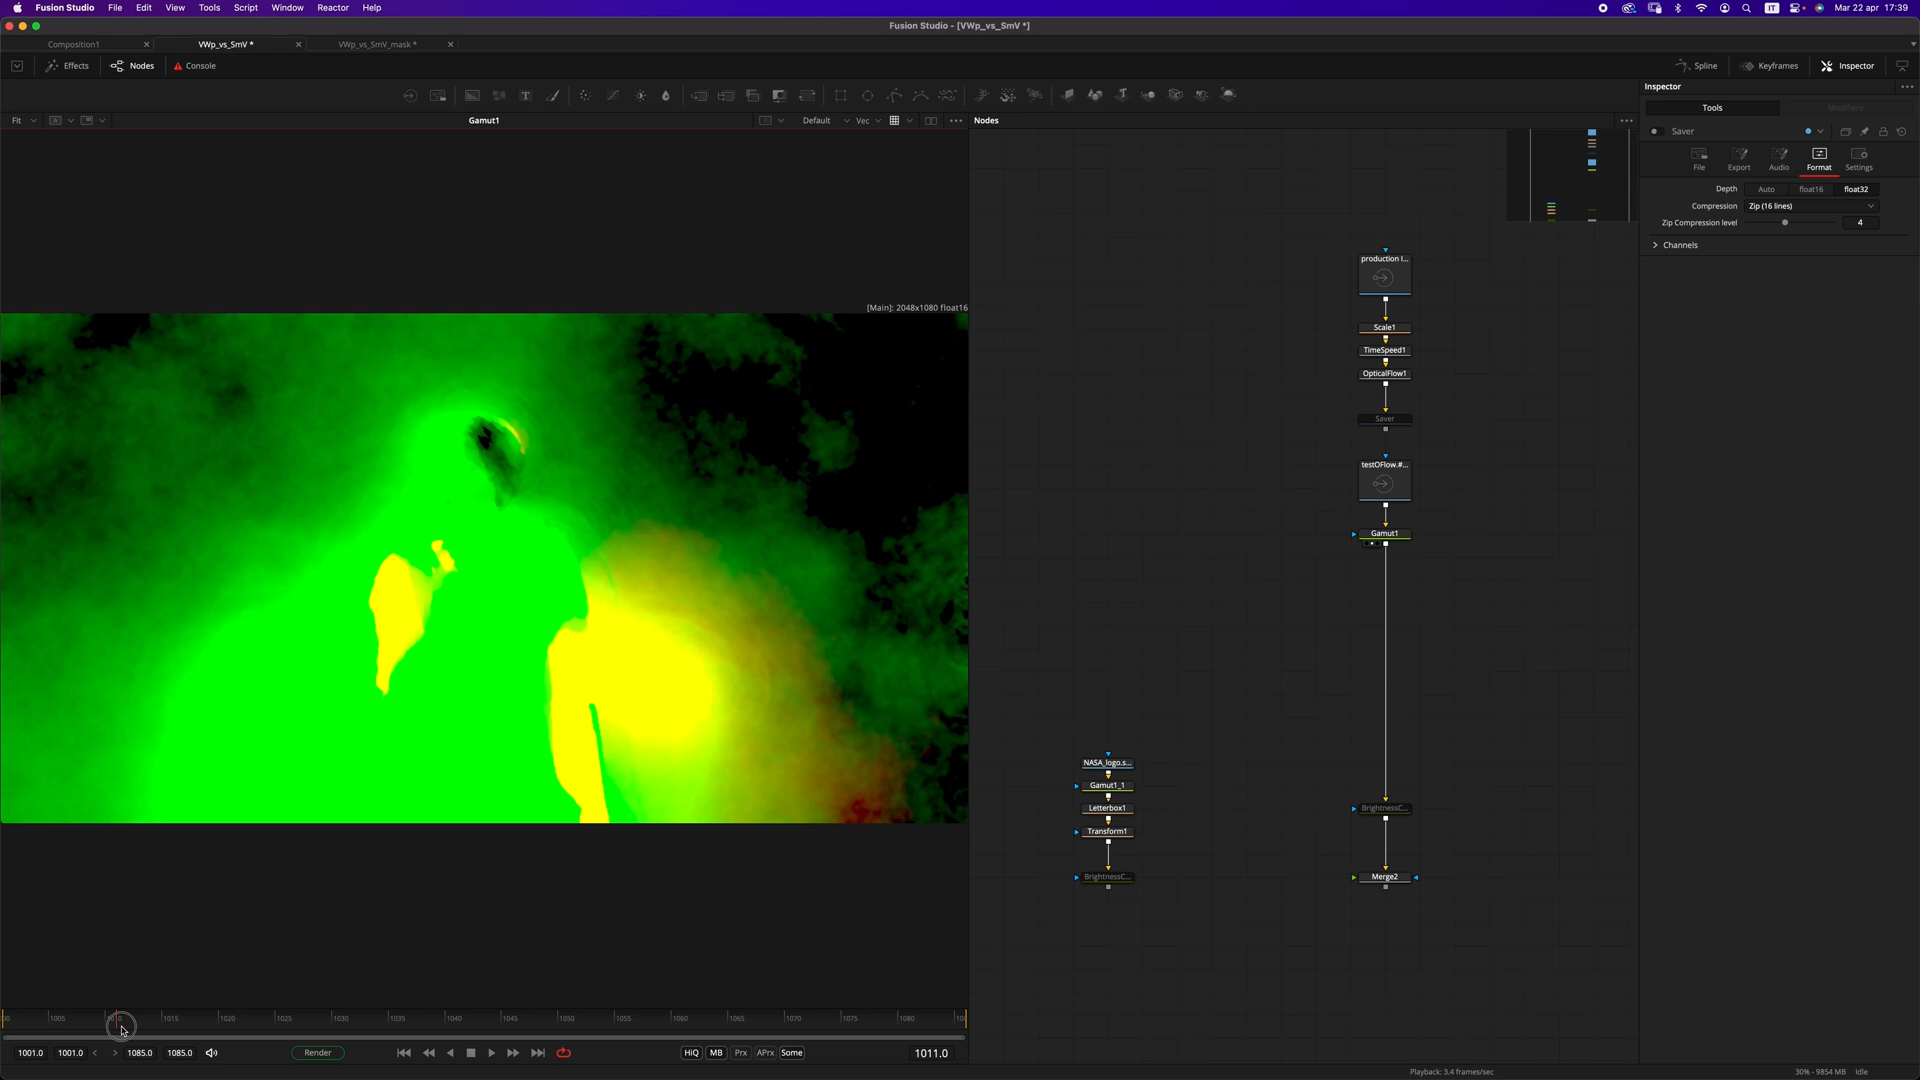 Fusion Studio File Edit View Tools Script Window Reactor Help
IT Mar 22 apr 17:39
Fusion Studio - [VWp_vs_SmV *]
Composition1 VWp_vs_SmV * VWp_vs_SmV_mask *
Effects Nodes Console Spline Keyframes Inspector
Inspector
Tools Modifiers
Fit Gamut1 Default Vec Nodes
Saver
File Export Audio Format Settings
Depth Auto float16 float32
Compression Zip (16 lines)
Zip Compression level 4
Channels
[Main]: 2048x1080 float16
production l...
Scale1
TimeSpeed1
OpticalFlow1
Saver
testOFlow.#...
Gamut1
NASA_logo.s...
Gamut1_1
Letterbox1
Transform1
BrightnessC...
BrightnessC...
Merge2
1005 1015 1020 1025 1030 1035 1040 1045 1050 1055 1060 1065 1070 1075 1080
1001.0 1001.0 1085.0 1085.0 Render HiQ MB Prx APrx Some 1011.0
Playback: 3.4 frames/sec 30% - 9854 MB Idle